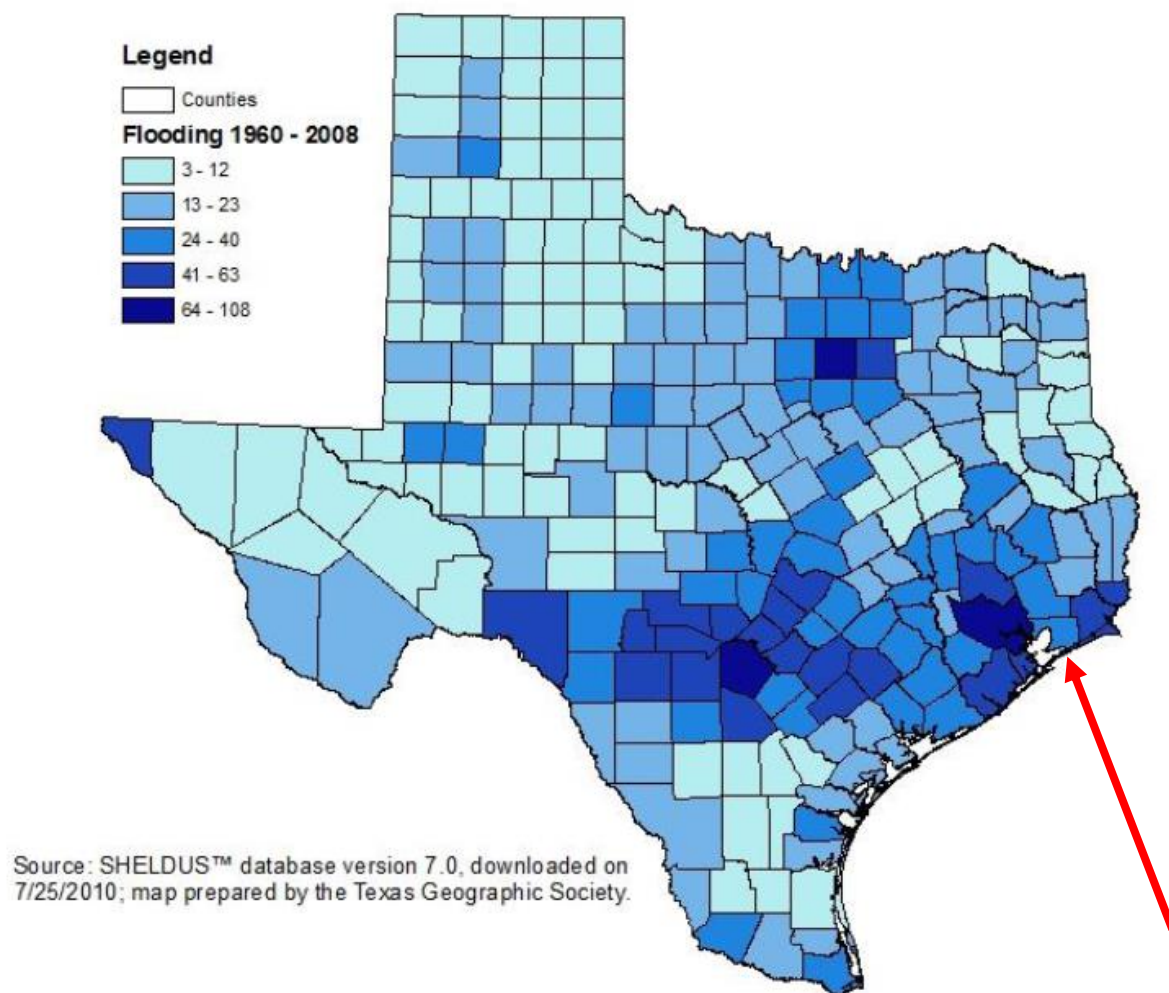 Legend
Counties
Flooding 1960 - 2008
3 - 12
13 - 23
24 - 40
41 - 63
64 - 108
Source: SHELDUS™ database version 7.0, downloaded on
7/25/2010; map prepared by the Texas Geographic Society.